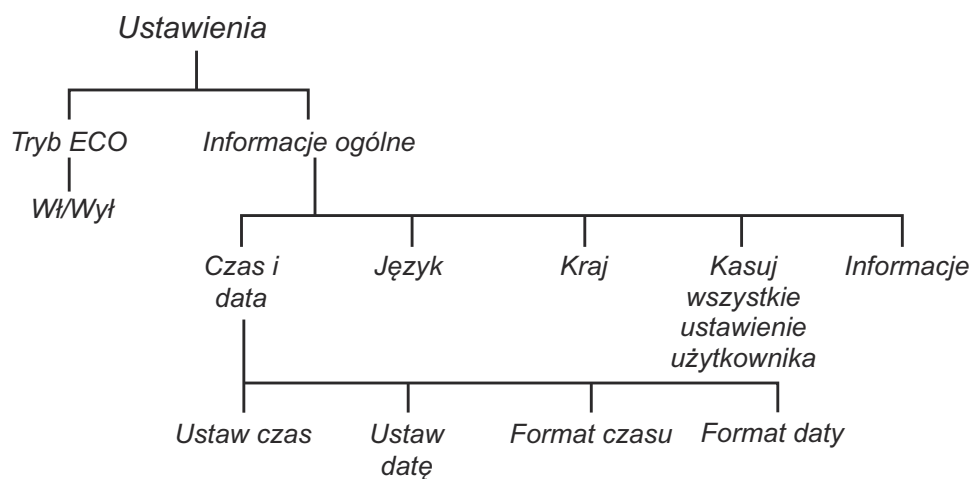 Ustawienia
Tryb ECO
Informacje ogólne
Wł/Wył
Czas i
data
Język
Kraj
Kasuj
wszystkie
ustawienie
użytkownika
Informacje
Ustaw czas
Ustaw
datę
Format czasu
Format daty